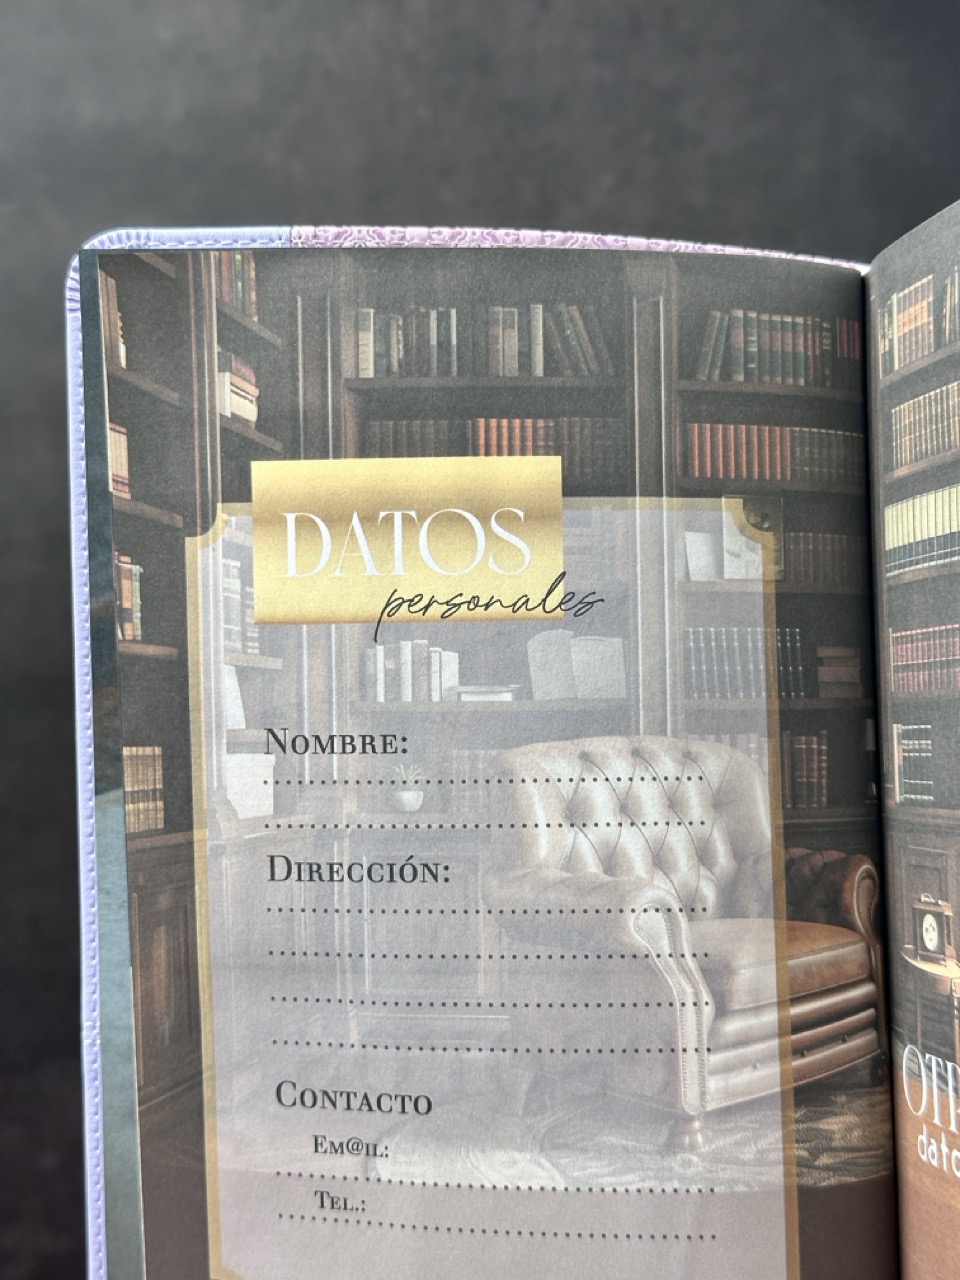 DATOS
personales
NOMBRE:
DIRECCIÓN:
CONTACTO
EM@IL:
TEL.: